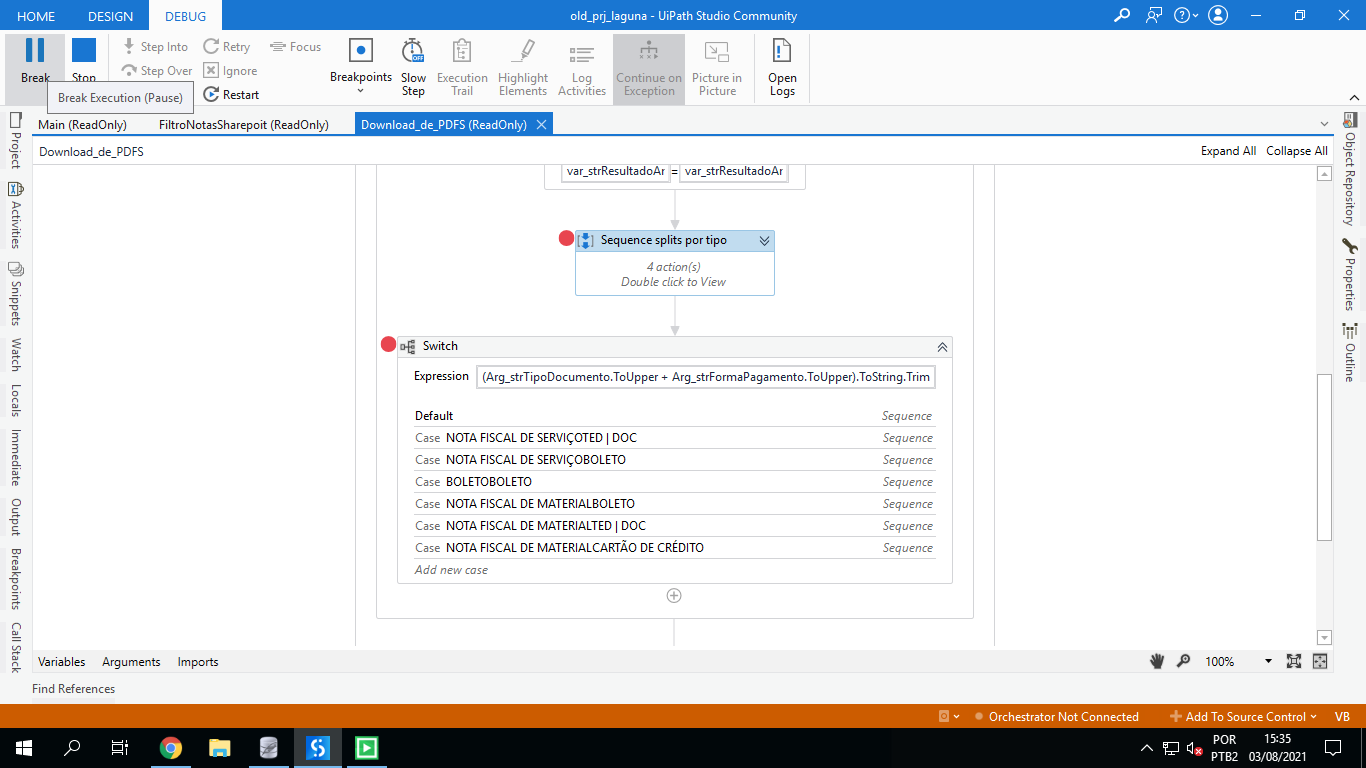 HOME DESIGN DEBUG old_prj_laguna - UiPath Studio Community
Break Stop Step Into Step Over Retry Ignore Restart Focus Breakpoints Slow Step Execution Trail Highlight Elements Log Activities Continue on Exception Picture in Picture Open Logs
OFF
Break Execution (Pause)
Main (ReadOnly) FiltroNotasSharepoit (ReadOnly) Download_de_PDFS (ReadOnly)
Download_de_PDFS Expand All Collapse All
Project
Activities
Snippets
Watch
Locals
Immediate
Output
Breakpoints
Call Stack
var_strResultadoAr = var_strResultadoAr
Sequence splits por tipo
4 action(s)
Double click to View
Switch
Expression (Arg_strTipoDocumento.ToUpper + Arg_strFormaPagamento.ToUpper).ToString.Trim
Default Sequence
Case NOTA FISCAL DE SERVIÇOTED | DOC Sequence
Case NOTA FISCAL DE SERVIÇOBOLETO Sequence
Case BOLETOBOLETO Sequence
Case NOTA FISCAL DE MATERIALBOLETO Sequence
Case NOTA FISCAL DE MATERIALTED | DOC Sequence
Case NOTA FISCAL DE MATERIALCARTÃO DE CRÉDITO Sequence
Add new case
Object Repository
Properties
Outline
Variables Arguments Imports 100%
Find References
Orchestrator Not Connected Add To Source Control VB
POR 15:35
PTB2 03/08/2021